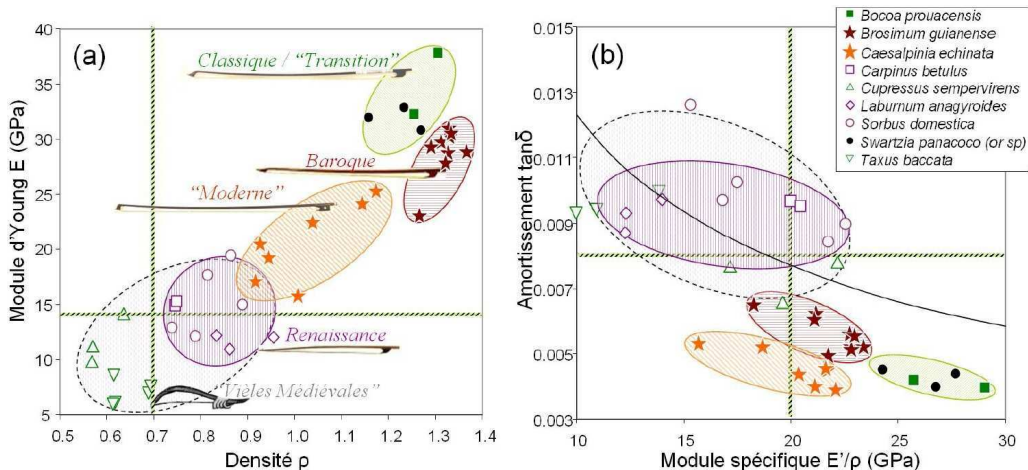 (a)
Module d'Young E (GPa)
40
35
30
25
20
15
10
5
Classique / "Transition"
Baroque
"Moderne"
Renaissance
Vièles Médiévales"
0.5 0.6 0.7 0.8 0.9 1.0 1.1 1.2 1.3 1.4
Densité ρ
(b)
Amortissement tanδ
0.015
0.013
0.011
0.009
0.007
0.005
0.003
10 15 20 25 30
Module spécifique E'/ρ (GPa)
Bocoa prouacensis
Brosimum guianense
Caesalpinia echinata
Carpinus betulus
Cupressus sempervirens
Laburnum anagyroides
Sorbus domestica
Swartzia panacoco (or sp)
Taxus baccata